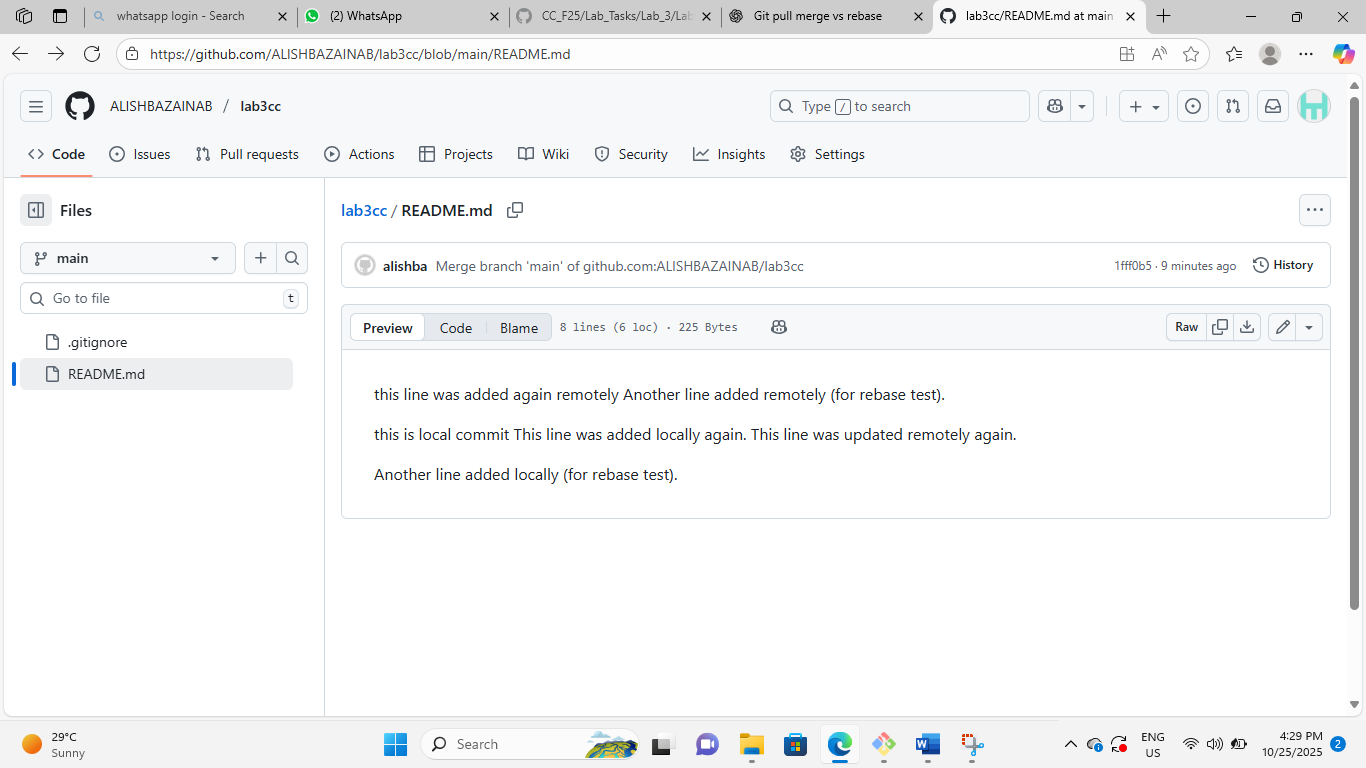 whatsapp login - Search
(2) WhatsApp
CC_F25/Lab_Tasks/Lab_3/Lab
Git pull merge vs rebase
lab3cc/README.md at main
https://github.com/ALISHBAZAINAB/lab3cc/blob/main/README.md
ALISHBAZAINAB / lab3cc
Type / to search
Code
Issues
Pull requests
Actions
Projects
Wiki
Security
Insights
Settings
Files
main
Go to file
t
.gitignore
README.md
lab3cc / README.md
alishba Merge branch 'main' of github.com:ALISHBAZAINAB/lab3cc
1fff0b5 · 9 minutes ago
History
Preview
Code
Blame
8 lines (6 loc) · 225 Bytes
Raw
this line was added again remotely Another line added remotely (for rebase test).
this is local commit This line was added locally again. This line was updated remotely again.
Another line added locally (for rebase test).
29°C
Sunny
Search
ENG
US
4:29 PM
10/25/2025
2